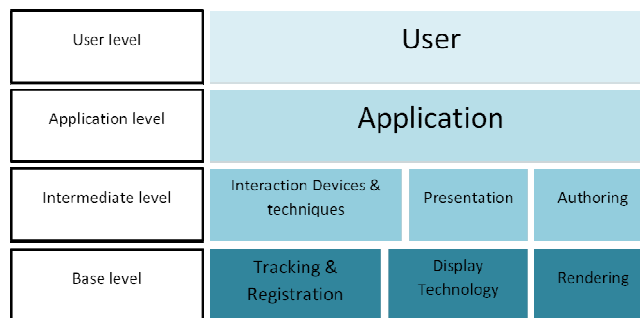 User level
User
Application level
Application
Intermediate level
Interaction Devices &
techniques
Presentation
Authoring
Base level
Tracking &
Registration
Display
Technology
Rendering